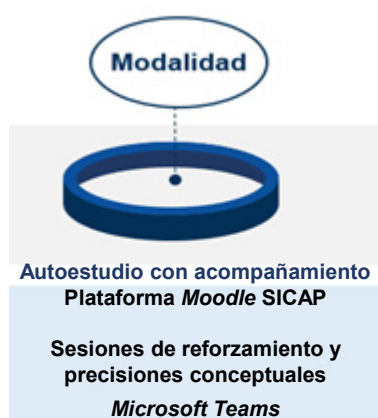 Modalidad
Autoestudio con acompañamiento
Plataforma Moodle SICAP
Sesiones de reforzamiento y
precisiones conceptuales
Microsoft Teams